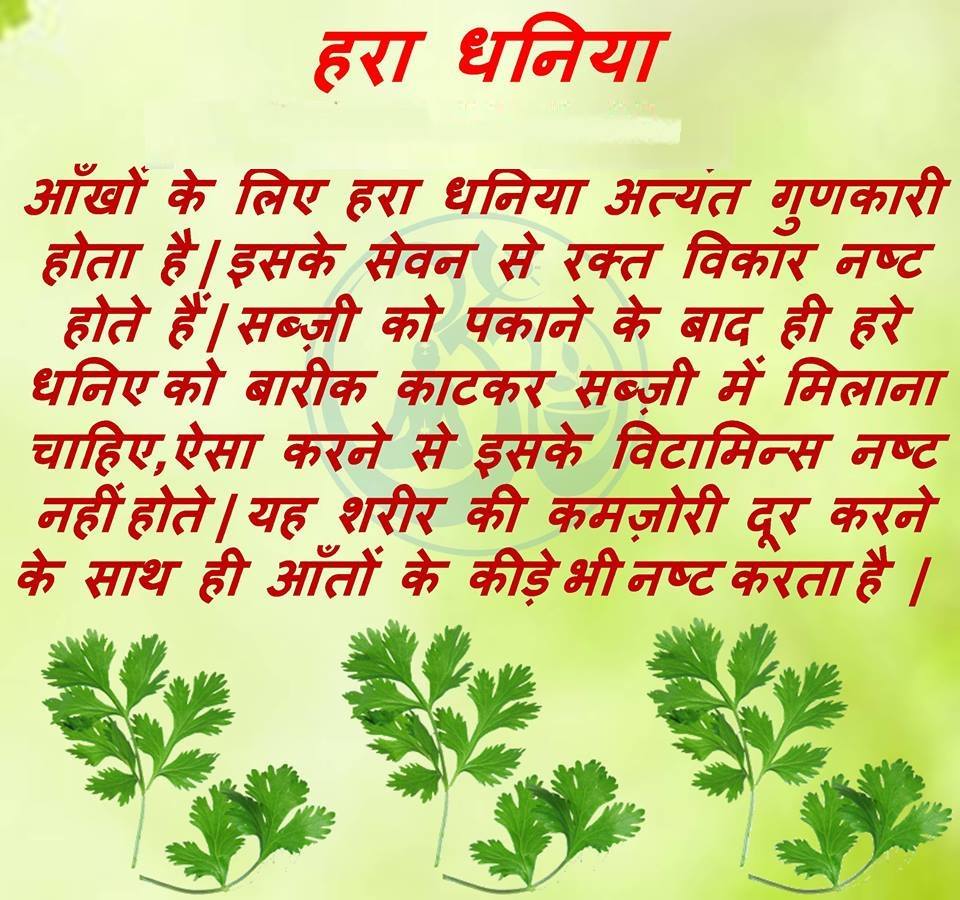 हरा धनिया
आँखों के लिए हरा धनिया अत्यंत गुणकारी
होता है|इसके सेवन से रक्त विकार नष्ट
होते हैं|सब्ज़ी को पकाने के बाद ही हरे
धनिए को बारीक काटकर सब्ज़ी में मिलाना
चाहिए,ऐसा करने से इसके विटामिन्स नष्ट
नहीं होते|यह शरीर की कमज़ोरी दूर करने
के साथ ही आँतों के कीड़े भी नष्ट करता है |